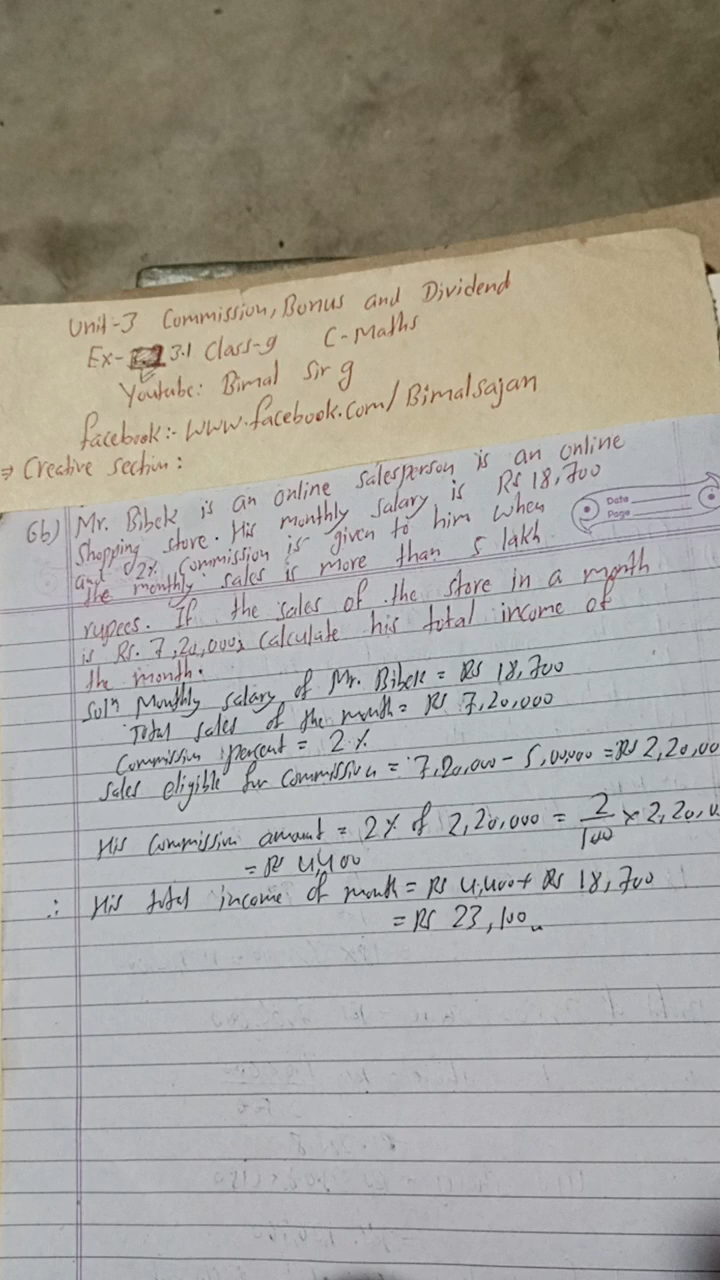 Unit-3 Commission, Bonus and Dividend
Ex- 3.1 Class-9 C-Maths
Youtube: Bimal Sir g
facebook:- www.facebook.com/Bimalsajan
⇒ Creative section:
6b) Mr. Bibek is an online salesperson is an online
Shopping store. His monthly salary is RS 18,700
and 2% commission is given to him when
the monthly sales is more than 5 lakh
Date
Page
rupees. If the sales of the store in a month
is Rs. 7,20,000, calculate his total income of
the month.
Soln Monthly salary of Mr. Bibek = RS 18,700
Total sales of the month = RS 7,20,000
Commission percent = 2%
Sales eligible for commission = 7,20,000 - 5,00,000 = RS 2,20,00
His commission amount = 2% of 2,20,000 = 2/100 × 2,20,0
= RS 4,400
∴ His total income of month = RS 4,400 + RS 18,700
= RS 23,100